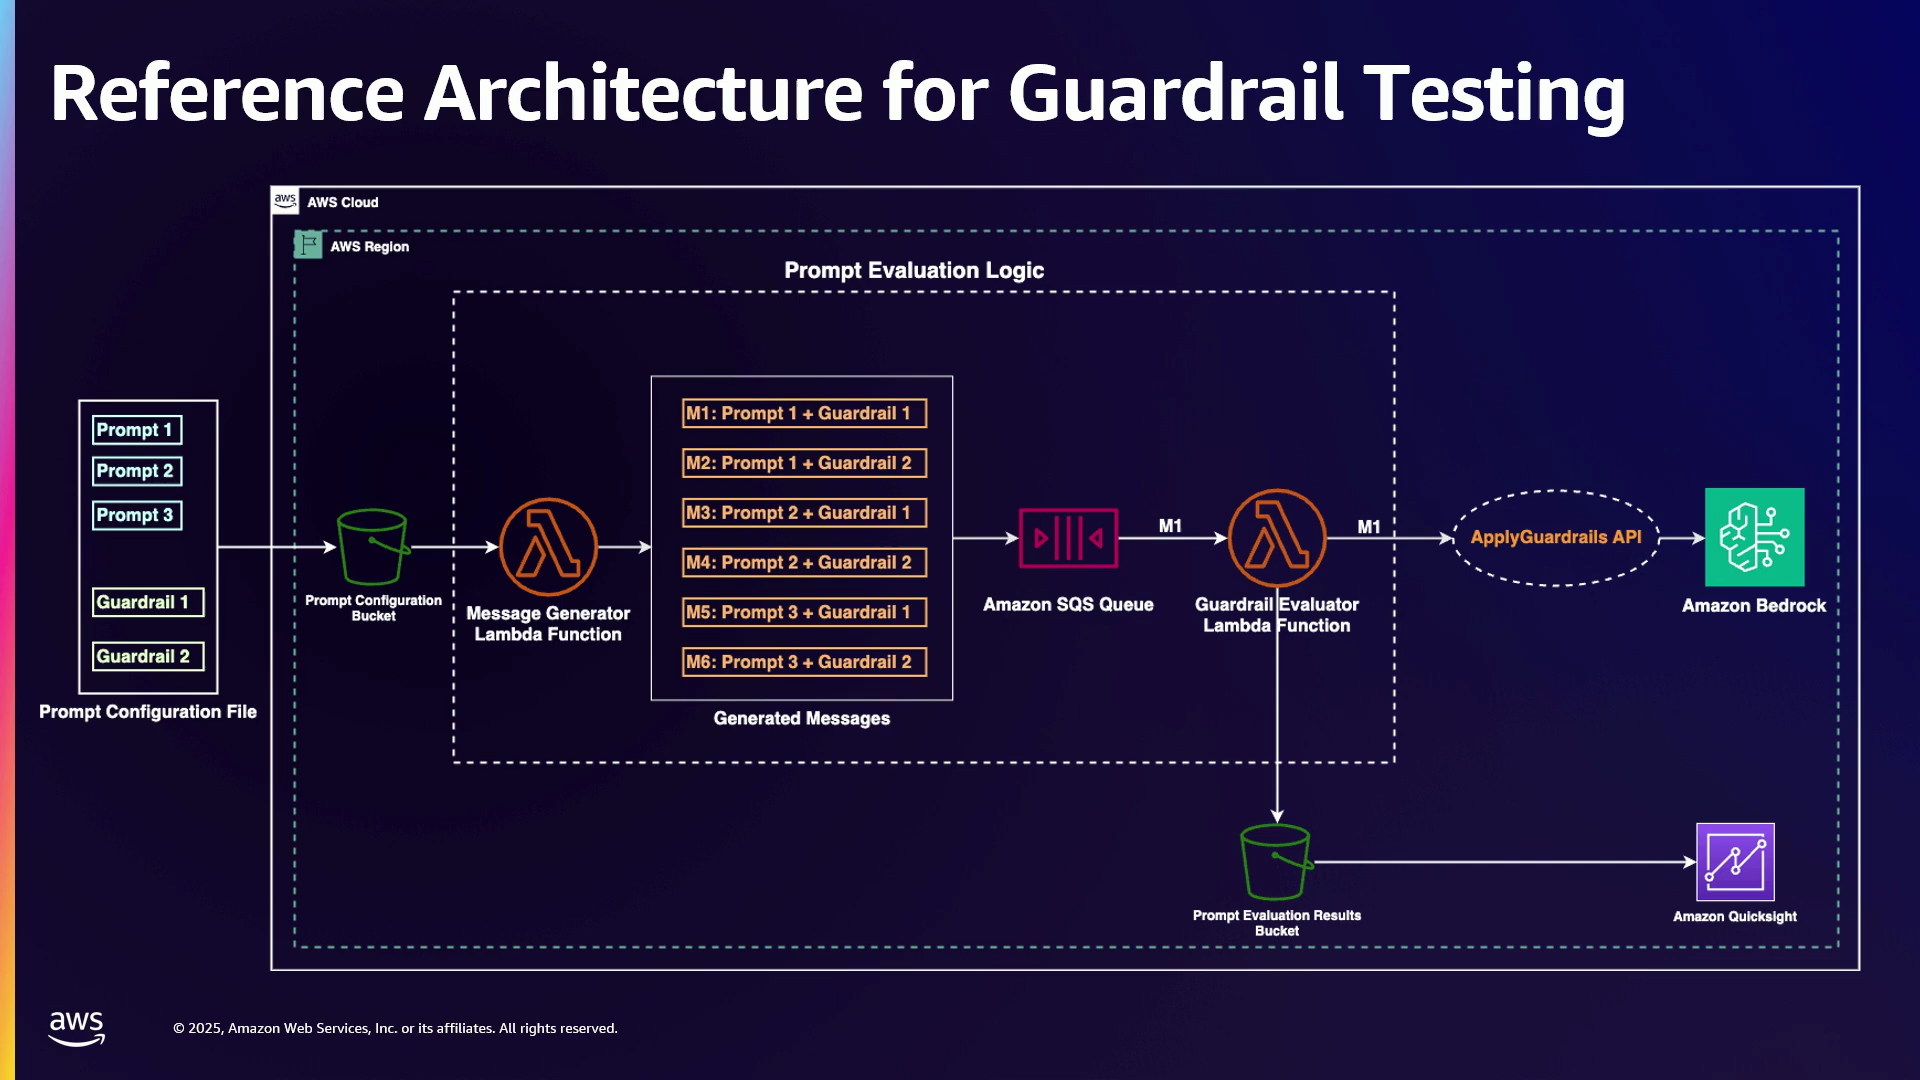 Reference Architecture for Guardrail Testing
aws
AWS Cloud
AWS Region
Prompt Evaluation Logic
Prompt 1
Prompt 2
Prompt 3
Guardrail 1
Guardrail 2
Prompt Configuration File
Prompt Configuration
Bucket
Message Generator
Lambda Function
M1: Prompt 1 + Guardrail 1
M2: Prompt 1 + Guardrail 2
M3: Prompt 2 + Guardrail 1
M4: Prompt 2 + Guardrail 2
M5: Prompt 3 + Guardrail 1
M6: Prompt 3 + Guardrail 2
Generated Messages
Amazon SQS Queue
M1
Guardrail Evaluator
Lambda Function
M1
ApplyGuardrails API
Amazon Bedrock
Prompt Evaluation Results
Bucket
Amazon Quicksight
aws
© 2025, Amazon Web Services, Inc. or its affiliates. All rights reserved.